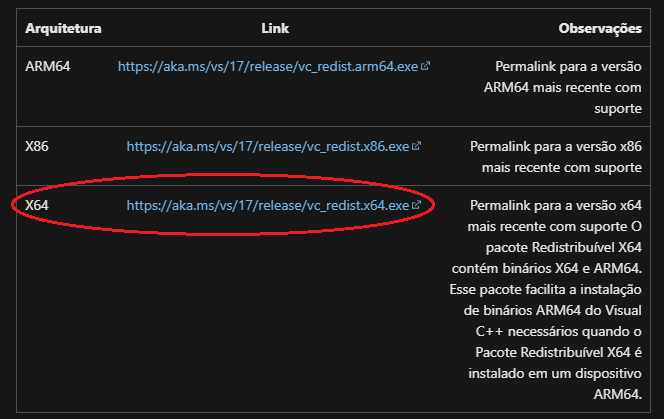 Arquitetura Link Observações
ARM64 https://aka.ms/vs/17/release/vc_redist.arm64.exe Permalink para a versão
ARM64 mais recente com
suporte
X86 https://aka.ms/vs/17/release/vc_redist.x86.exe Permalink para a versão x86
mais recente com suporte
X64 https://aka.ms/vs/17/release/vc_redist.x64.exe Permalink para a versão x64
mais recente com suporte O
pacote Redistribuível X64
contém binários X64 e ARM64.
Esse pacote facilita a instalação
de binários ARM64 do Visual
C++ necessários quando o
Pacote Redistribuível X64 é
instalado em um dispositivo
ARM64.